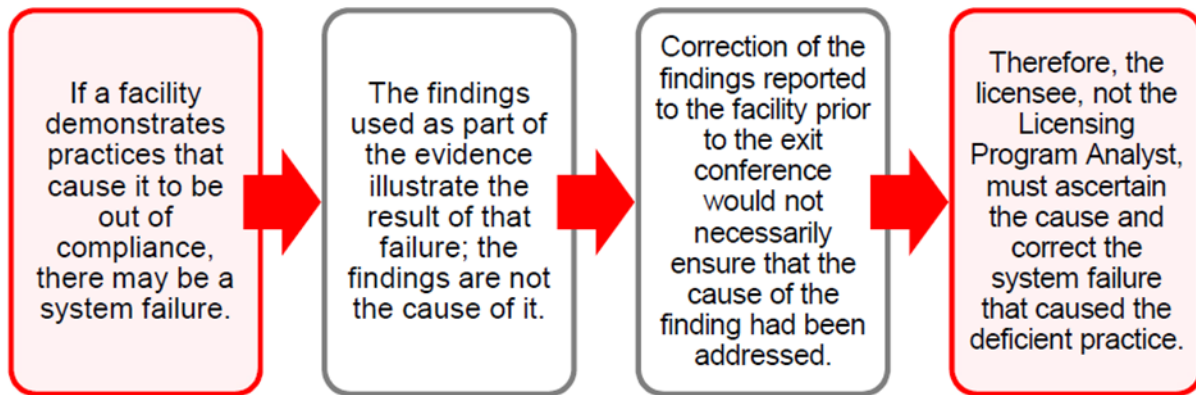 If a facility
demonstrates
practices that
cause it to be
out of
compliance,
there may be a
system failure.
The findings
used as part of
the evidence
illustrate the
result of that
failure; the
findings are not
the cause of it.
Correction of the
findings reported
to the facility prior
to the exit
conference
would not
necessarily
ensure that the
cause of the
finding had been
addressed.
Therefore, the
licensee, not the
Licensing
Program Analyst,
must ascertain
the cause and
correct the
system failure
that caused the
deficient practice.